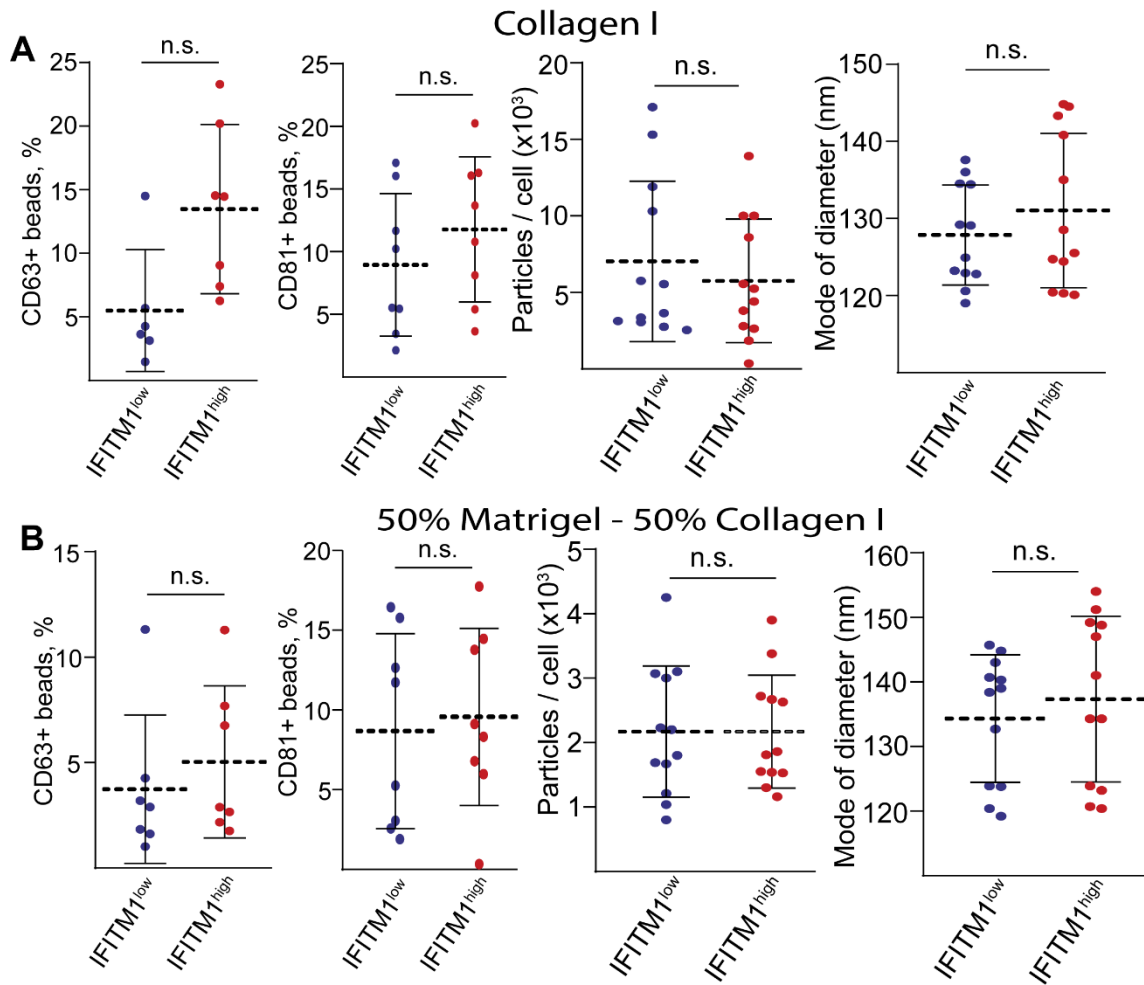 Collagen I
A
CD63+ beads, %
25
20
15
10
5
n.s.
IFITM1low
IFITM1high
CD81+ beads, %
25
20
15
10
5
n.s.
IFITM1low
IFITM1high
Particles / cell (x10³)
20
15
10
5
n.s.
IFITM1low
IFITM1high
Mode of diameter (nm)
150
140
130
120
n.s.
IFITM1low
IFITM1high
50% Matrigel - 50% Collagen I
B
CD63+ beads, %
15
10
5
n.s.
IFITM1low
IFITM1high
CD81+ beads, %
20
15
10
5
n.s.
IFITM1low
IFITM1high
Particles / cell (x10³)
5
4
3
2
1
n.s.
IFITM1low
IFITM1high
Mode of diameter (nm)
160
150
140
130
120
n.s.
IFITM1low
IFITM1high